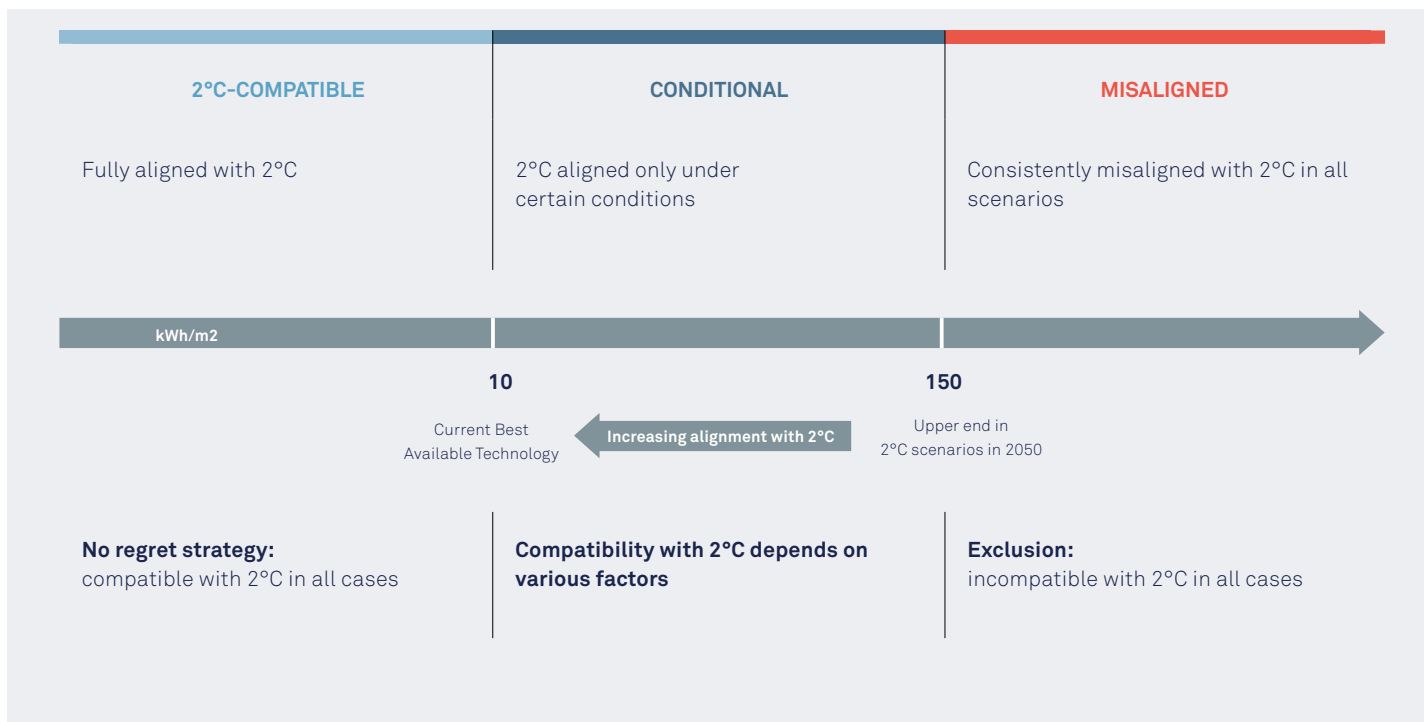 2°C-COMPATIBLE
CONDITIONAL
MISALIGNED
Fully aligned with 2°C
2°C aligned only under
certain conditions
Consistently misaligned with 2°C in all
scenarios
kWh/m2
10
150
Current Best
Available Technology
Increasing alignment with 2°C
Upper end in
2°C scenarios in 2050
No regret strategy:
compatible with 2°C in all cases
Compatibility with 2°C depends on
various factors
Exclusion:
incompatible with 2°C in all cases